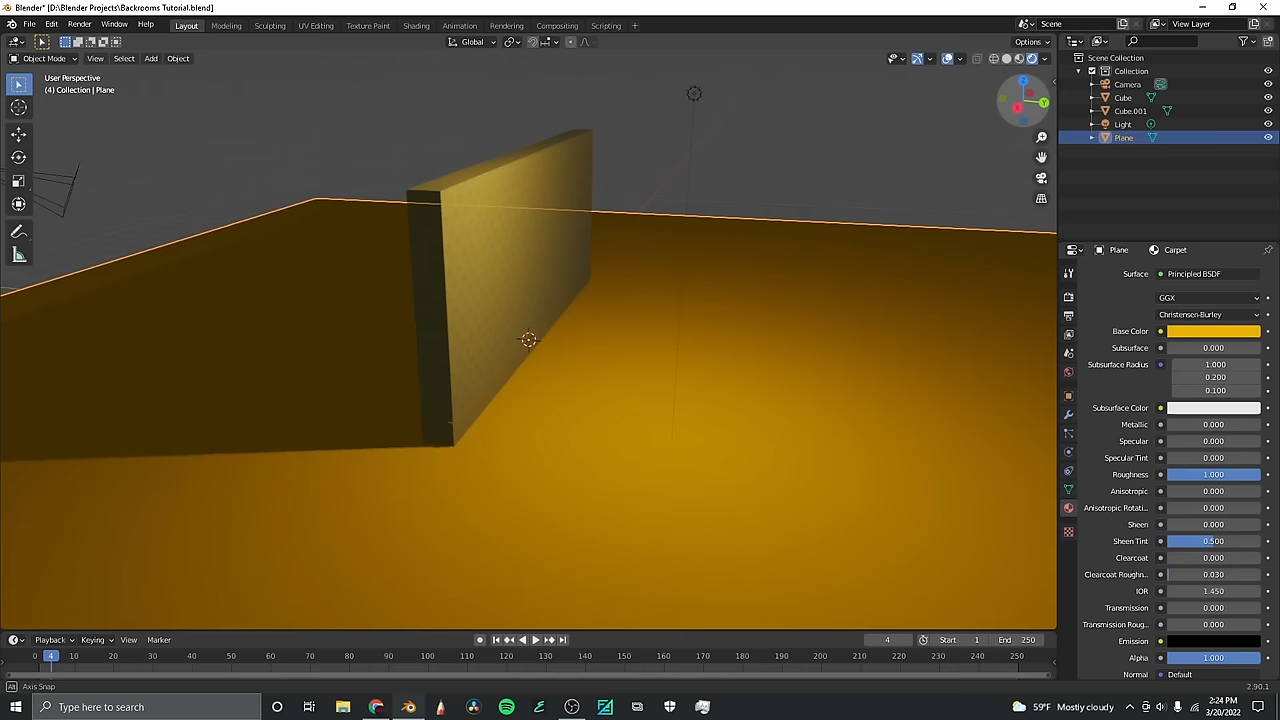 Blender* [D:\Blender Projects\Backrooms Tutorial.blend]
File Edit Render Window Help Layout Modeling Sculpting UV Editing Texture Paint Shading Animation Rendering Compositing Scripting + Scene View Layer
Global Options
Object Mode View Select Add Object
User Perspective
(4) Collection | Plane
Scene Collection
Collection
Camera
Cube
Cube.001
Light
Plane
Z
Y
X
Plane Carpet
Surface Principled BSDF
GGX
Christensen-Burley
Base Color
Subsurface 0.000
Subsurface Radius 1.000
0.200
0.100
Subsurface Color
Metallic 0.000
Specular 0.000
Specular Tint 0.000
Roughness 1.000
Anisotropic 0.000
Anisotropic Rotati... 0.000
Sheen 0.000
Sheen Tint 0.500
Clearcoat 0.000
Clearcoat Roughn... 0.030
IOR 1.450
Transmission 0.000
Transmission Roug... 0.000
Emission
Alpha 1.000
Normal Default
Playback Keying View Marker 4 Start 1 End 250
0 4 10 20 30 40 50 60 70 80 90 100 110 120 130 140 150 160 170 180 190 200 210 220 230 240 250
Alt Axis Snap 2.90.1
Type here to search 59°F Mostly cloudy 2:24 PM
3/20/2022